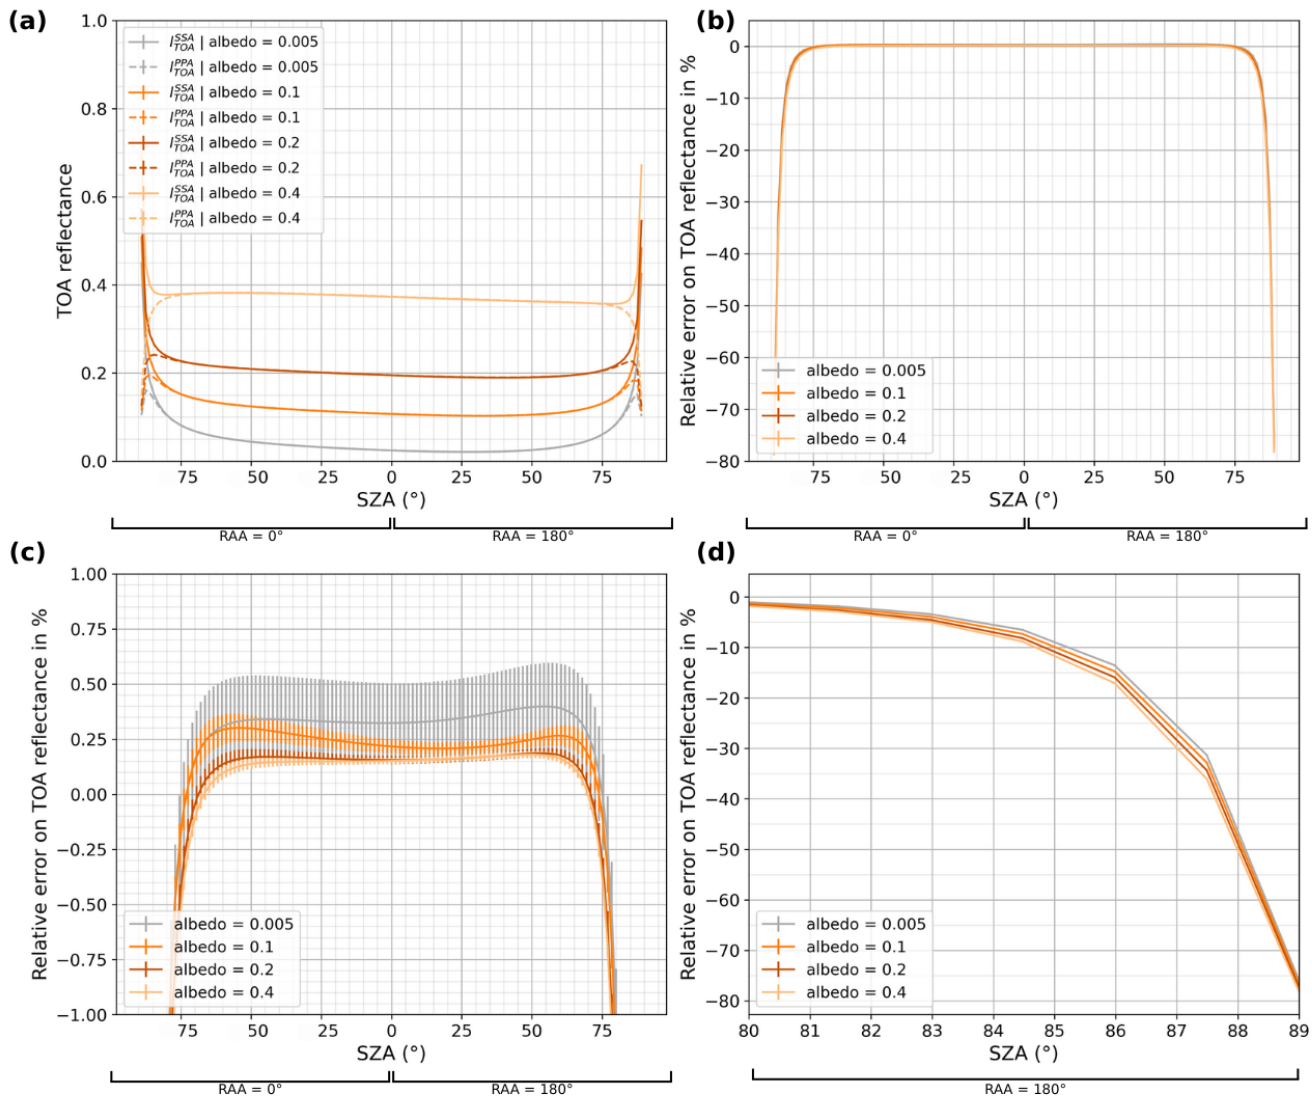 (a)
1.0
0.8
0.6
0.4
0.2
0.0
TOA reflectance
I_TOA^SSA | albedo = 0.005
I_TOA^PPA | albedo = 0.005
I_TOA^SSA | albedo = 0.1
I_TOA^PPA | albedo = 0.1
I_TOA^SSA | albedo = 0.2
I_TOA^PPA | albedo = 0.2
I_TOA^SSA | albedo = 0.4
I_TOA^PPA | albedo = 0.4
75 50 25 0 25 50 75
SZA (°)
RAA = 0° RAA = 180°
(b)
0
−10
−20
−30
−40
−50
−60
−70
−80
Relative error on TOA reflectance in %
albedo = 0.005
albedo = 0.1
albedo = 0.2
albedo = 0.4
75 50 25 0 25 50 75
SZA (°)
RAA = 0° RAA = 180°
(c)
1.00
0.75
0.50
0.25
0.00
−0.25
−0.50
−0.75
−1.00
Relative error on TOA reflectance in %
albedo = 0.005
albedo = 0.1
albedo = 0.2
albedo = 0.4
75 50 25 0 25 50 75
SZA (°)
RAA = 0° RAA = 180°
(d)
0
−10
−20
−30
−40
−50
−60
−70
−80
Relative error on TOA reflectance in %
albedo = 0.005
albedo = 0.1
albedo = 0.2
albedo = 0.4
80 81 82 83 84 85 86 87 88 89
SZA (°)
RAA = 180°